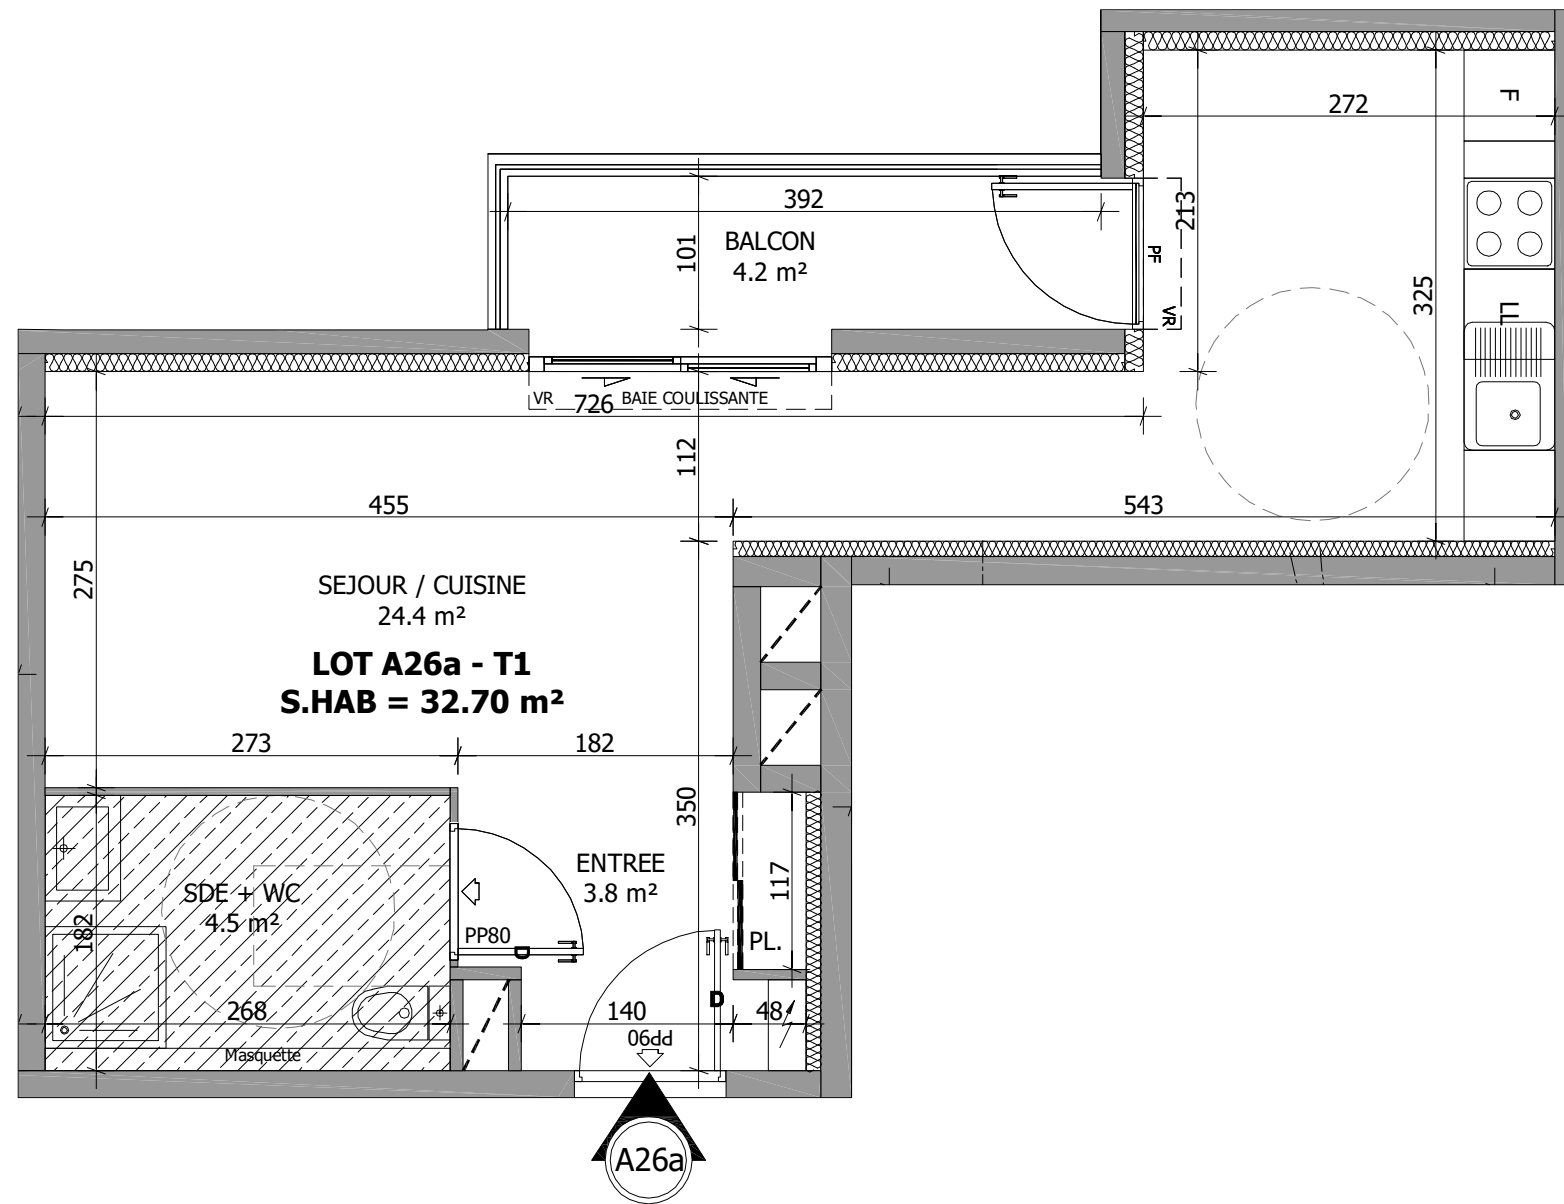 F
272
392
213
BALCON
4.2 m²
101
PF
325
VR
LL
VR
726
BAIE COULISSANTE
112
455
543
275
SEJOUR / CUISINE
24.4 m²
LOT A26a - T1
S.HAB = 32.70 m²
273
182
350
ENTREE
3.8 m²
117
SDE + WC
4.5 m²
182
PP80
PL.
D
D
268
140
48
PP90
Masquette
A26a